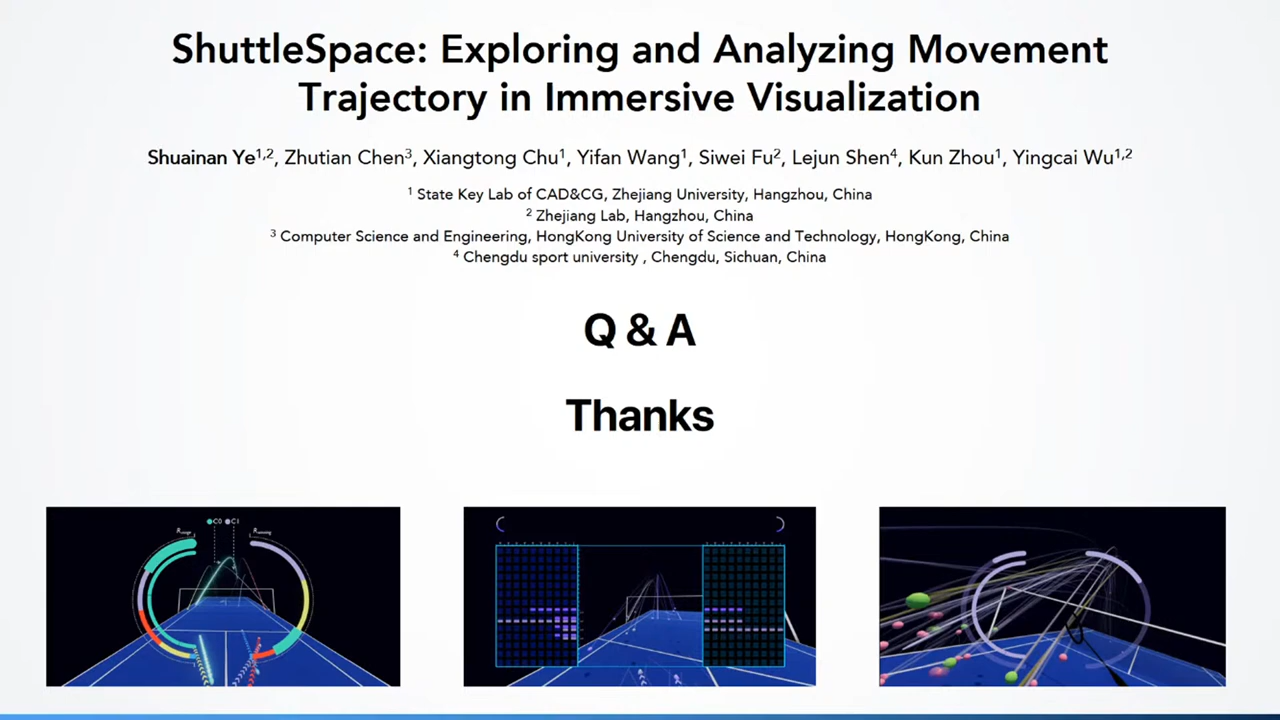 ShuttleSpace: Exploring and Analyzing Movement
Trajectory in Immersive Visualization
Shuainan Ye1,2, Zhutian Chen3, Xiangtong Chu1, Yifan Wang1, Siwei Fu2, Lejun Shen4, Kun Zhou1, Yingcai Wu1,2
1 State Key Lab of CAD&CG, Zhejiang University, Hangzhou, China
2 Zhejiang Lab, Hangzhou, China
3 Computer Science and Engineering, HongKong University of Science and Technology, HongKong, China
4 Chengdu sport university , Chengdu, Sichuan, China
Q & A
Thanks
C0 C1